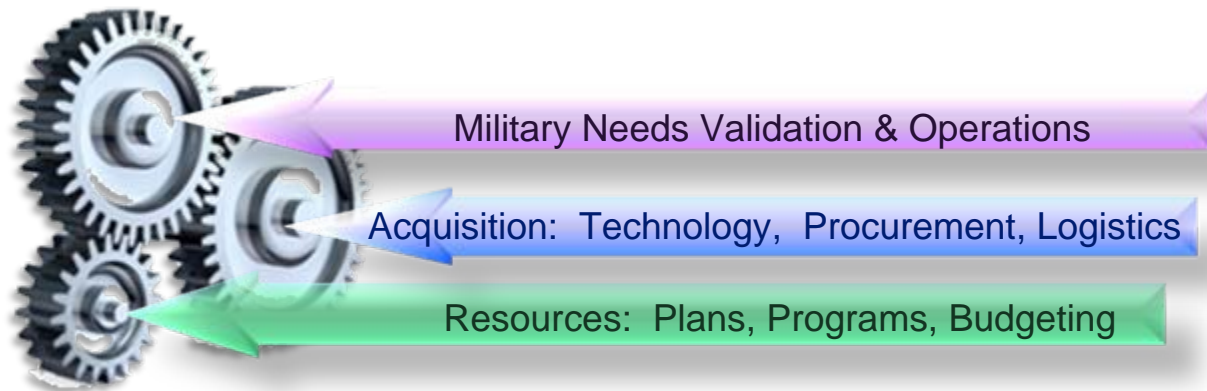 Military Needs Validation & Operations
Acquisition: Technology, Procurement, Logistics
Resources: Plans, Programs, Budgeting